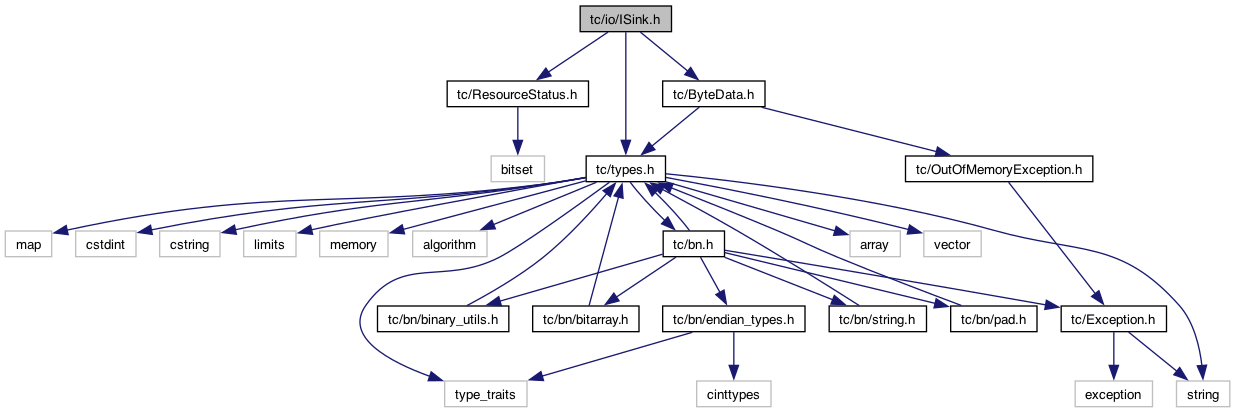 tc/io/ISink.h
tc/ResourceStatus.h
tc/ByteData.h
bitset
tc/types.h
tc/OutOfMemoryException.h
map
cstdint
cstring
limits
memory
algorithm
tc/bn.h
array
vector
tc/bn/binary_utils.h
tc/bn/bitarray.h
tc/bn/endian_types.h
tc/bn/string.h
tc/bn/pad.h
tc/Exception.h
type_traits
cinttypes
exception
string